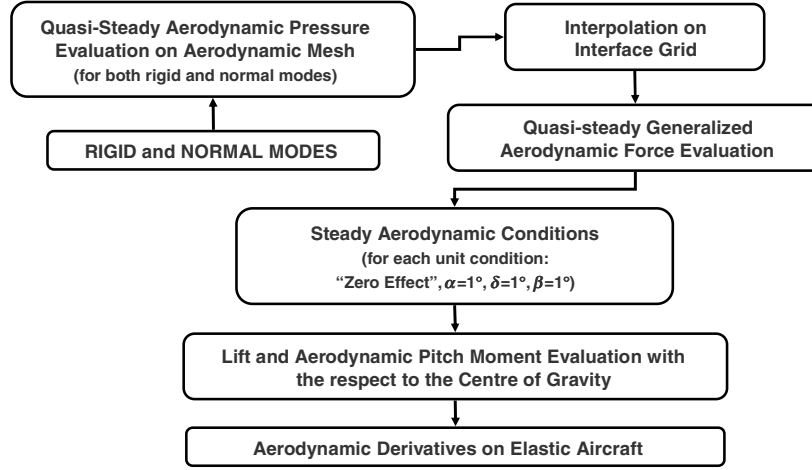 Quasi-Steady Aerodynamic Pressure
Evaluation on Aerodynamic Mesh
(for both rigid and normal modes)
Interpolation on
Interface Grid
RIGID and NORMAL MODES
Quasi-steady Generalized
Aerodynamic Force Evaluation
Steady Aerodynamic Conditions
(for each unit condition:
“Zero Effect”, α=1°, δ=1°, β=1°)
Lift and Aerodynamic Pitch Moment Evaluation with
the respect to the Centre of Gravity
Aerodynamic Derivatives on Elastic Aircraft